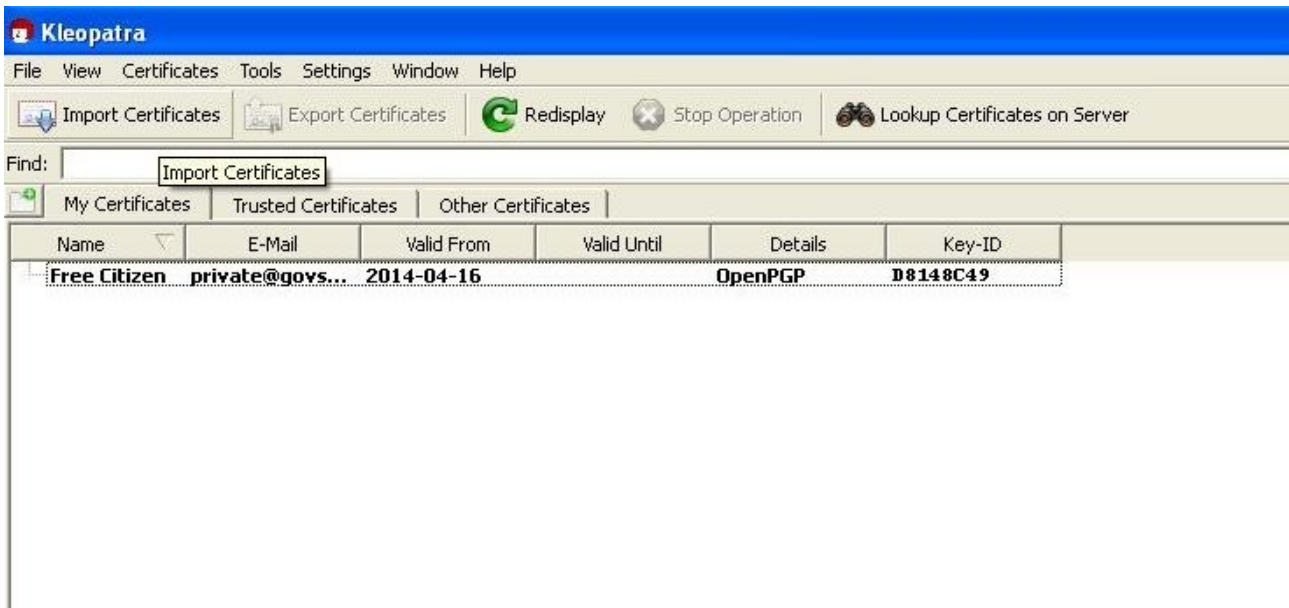 Kleopatra
File View Certificates Tools Settings Window Help
Import Certificates Export Certificates Redisplay Stop Operation Lookup Certificates on Server
Find:
Import Certificates
My Certificates Trusted Certificates Other Certificates
Name E-Mail Valid From Valid Until Details Key-ID
Free Citizen private@govs... 2014-04-16 OpenPGP D8148C49